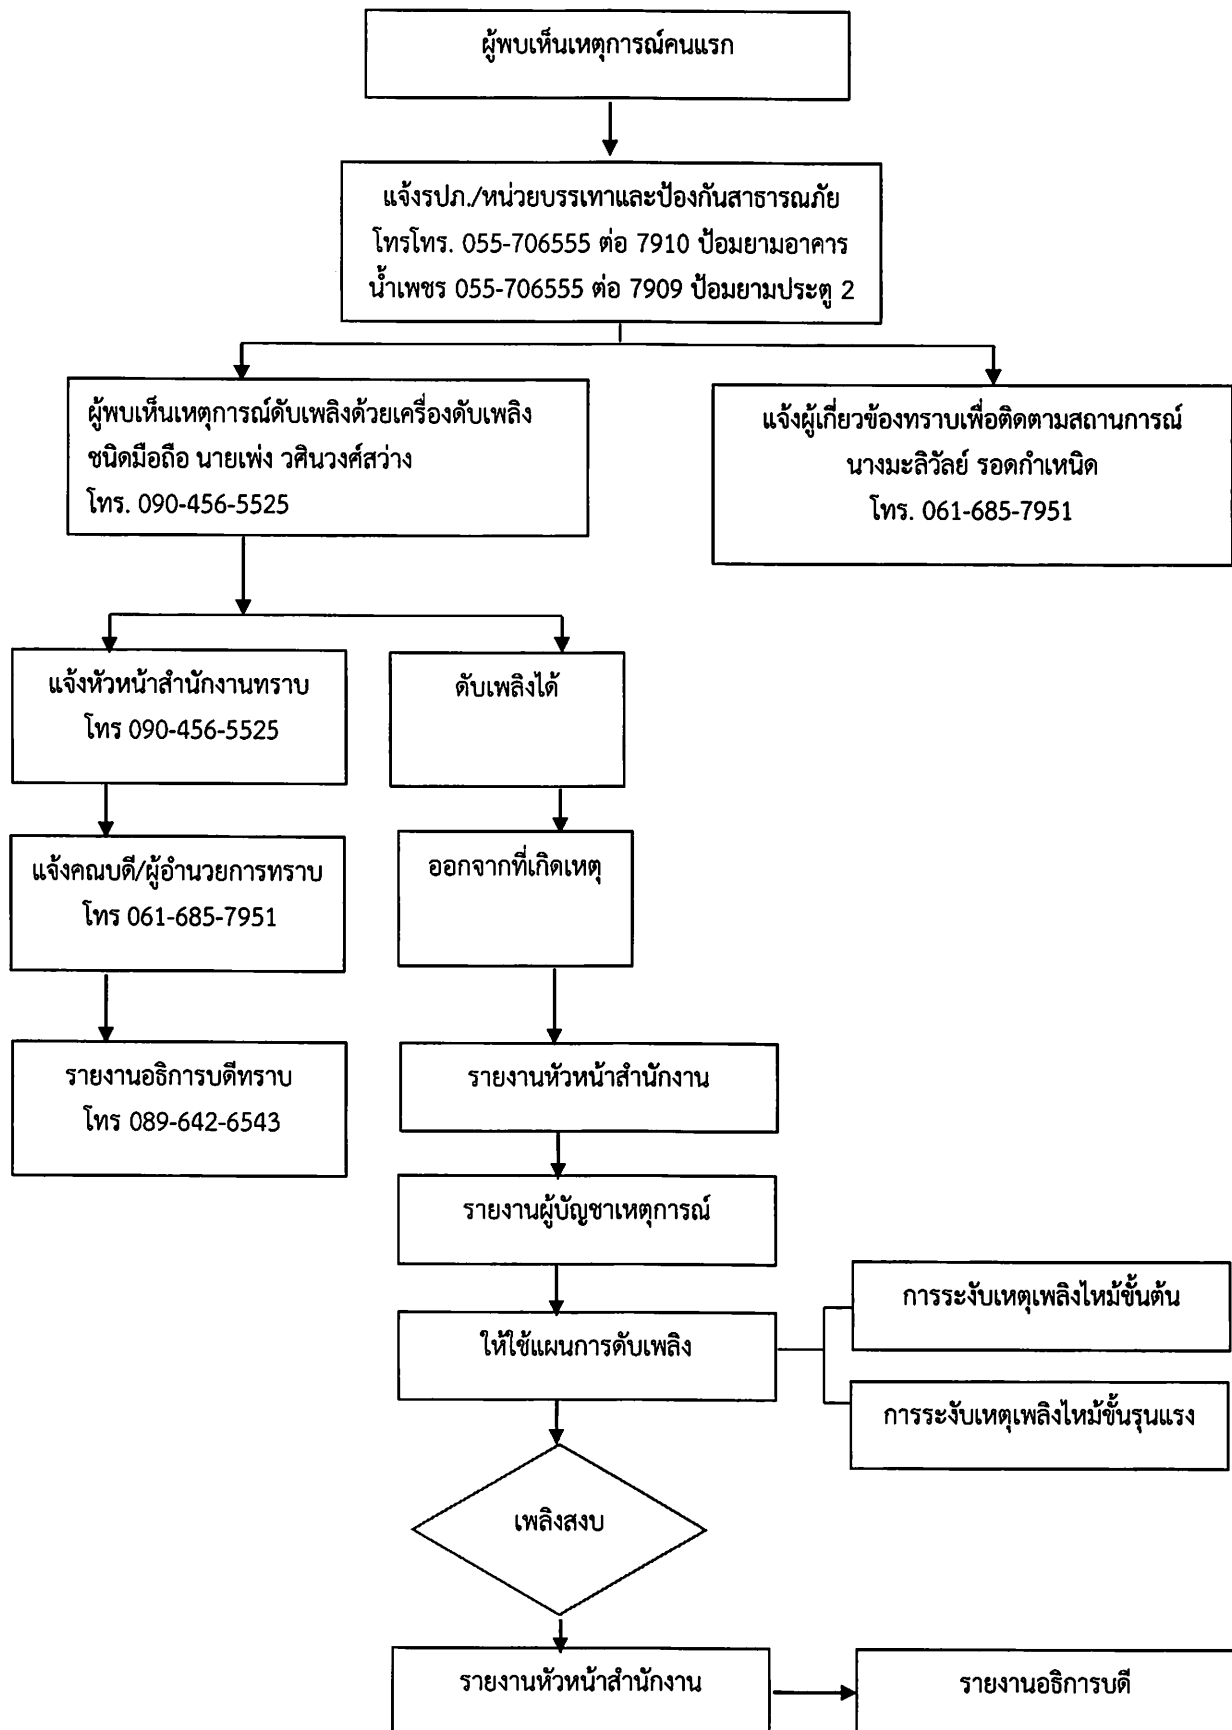 ผู้พบเห็นเหตุการณ์คนแรก
แจ้งรปภ./หน่วยบรรเทาและป้องกันสาธารณภัย
โทรโทร. 055-706555 ต่อ 7910 ป้อมยามอาคาร
น้ำเพชร 055-706555 ต่อ 7909 ป้อมยามประตู 2
ผู้พบเห็นเหตุการณ์ดับเพลิงด้วยเครื่องดับเพลิง
ชนิดมือถือ นายเพ่ง วศินวงศ์สว่าง
โทร. 090-456-5525
แจ้งผู้เกี่ยวข้องทราบเพื่อติดตามสถานการณ์
นางมะลิวัลย์ รอดกำเหนิด
โทร. 061-685-7951
แจ้งหัวหน้าสำนักงานทราบ
โทร 090-456-5525
ดับเพลิงได้
แจ้งคณบดี/ผู้อำนวยการทราบ
โทร 061-685-7951
ออกจากที่เกิดเหตุ
รายงานอธิการบดีทราบ
โทร 089-642-6543
รายงานหัวหน้าสำนักงาน
รายงานผู้บัญชาเหตุการณ์
ให้ใช้แผนการดับเพลิง
การระงับเหตุเพลิงไหม้ขั้นต้น
การระงับเหตุเพลิงไหม้ขั้นรุนแรง
เพลิงสงบ
รายงานหัวหน้าสำนักงาน
รายงานอธิการบดี